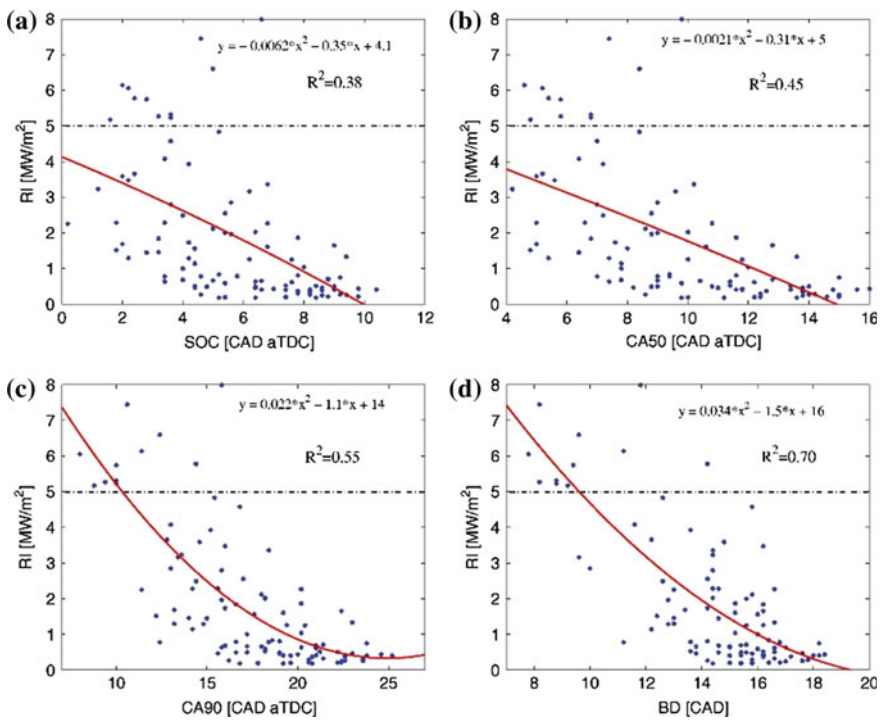 (a)
y = − 0.0062*x² − 0.35*x + 4.1
R²=0.38
RI [MW/m²]
8
7
6
5
4
3
2
1
0
0 2 4 6 8 10 12
SOC [CAD aTDC]
(b)
y = − 0.0021*x² − 0.31*x + 5
R²=0.45
RI [MW/m²]
8
7
6
5
4
3
2
1
0
4 6 8 10 12 14 16
CA50 [CAD aTDC]
(c)
y = 0.022*x² − 1.1*x + 14
R²=0.55
RI [MW/m²]
8
7
6
5
4
3
2
1
0
10 15 20 25
CA90 [CAD aTDC]
(d)
y = 0.034*x² − 1.5*x + 16
R²=0.70
RI [MW/m²]
8
7
6
5
4
3
2
1
0
8 10 12 14 16 18 20
BD [CAD]